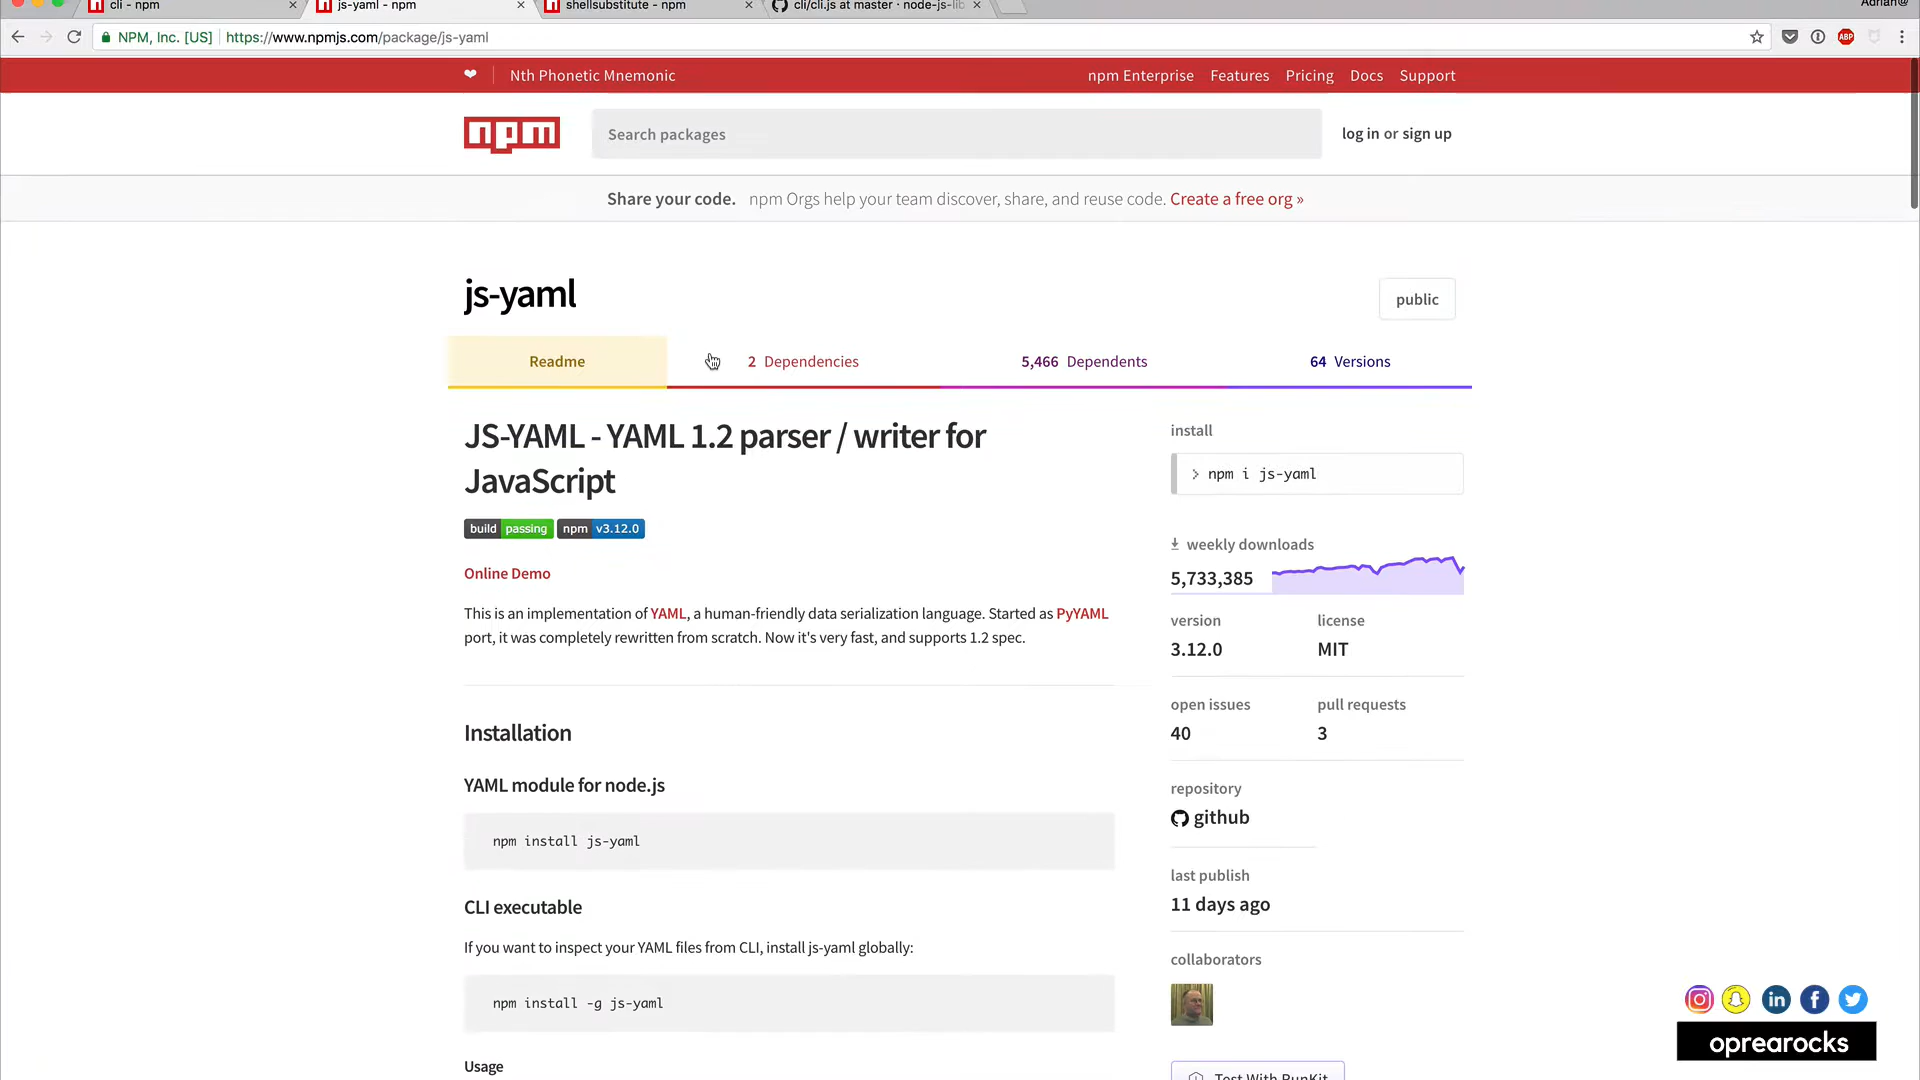 cli - npm
js-yaml - npm
shellsubstitute - npm
cli/cli.js at master · node-js-lib
Adrian@
NPM, Inc. [US]
https://www.npmjs.com/package/js-yaml
ABP
❤
Nth Phonetic Mnemonic
npm Enterprise
Features
Pricing
Docs
Support
npm
Search packages
log in or sign up
Share your code. npm Orgs help your team discover, share, and reuse code. Create a free org »
js-yaml
public
Readme
2 Dependencies
5,466 Dependents
64 Versions
JS-YAML - YAML 1.2 parser / writer for
JavaScript
build passing npm v3.12.0
Online Demo
This is an implementation of YAML, a human-friendly data serialization language. Started as PyYAML
port, it was completely rewritten from scratch. Now it's very fast, and supports 1.2 spec.
Installation
YAML module for node.js
npm install js-yaml
CLI executable
If you want to inspect your YAML files from CLI, install js-yaml globally:
npm install -g js-yaml
Usage
install
> npm i js-yaml
weekly downloads
5,733,385
version
license
3.12.0
MIT
open issues
pull requests
40
3
repository
github
last publish
11 days ago
collaborators
Test With RunKit
oprearocks